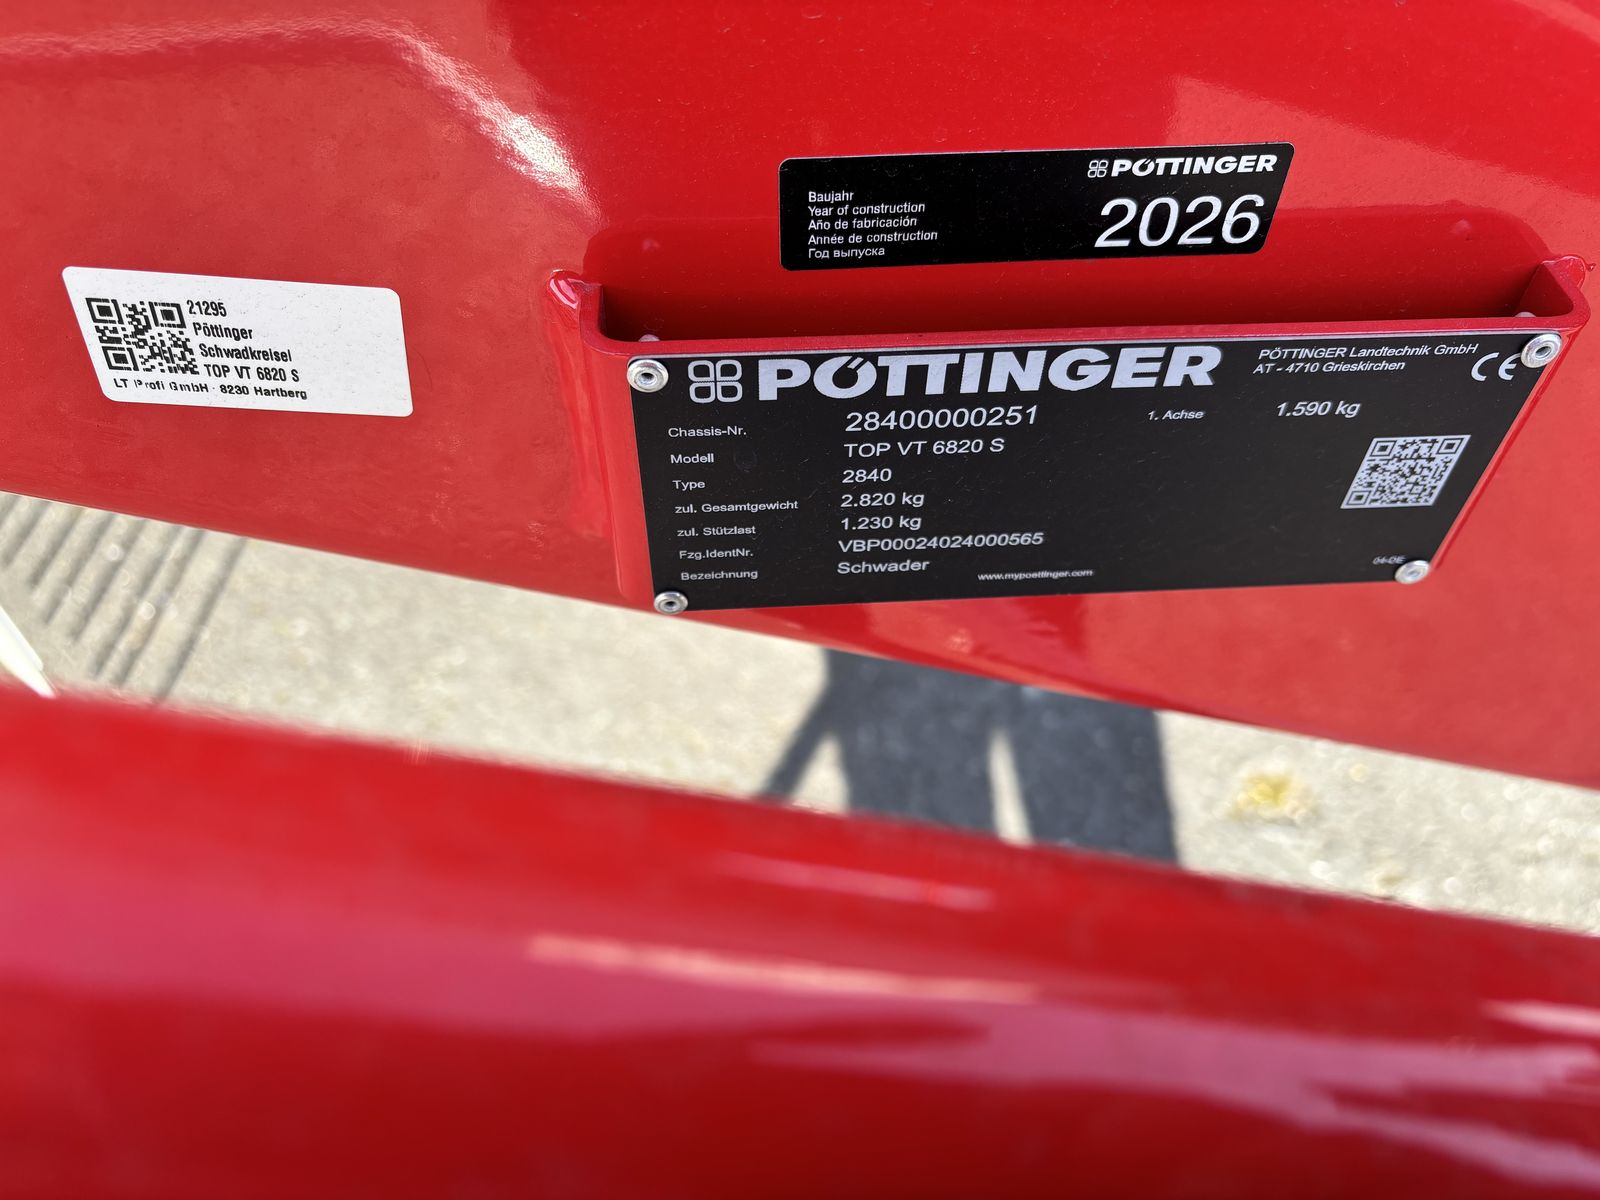 PÖTTINGER
Baujahr
Year of construction
Año de fabricación
Année de construction
Год выпуска
2026
21295
Pöttinger
Schwadkreisel
TOP VT 6820 S
LT Profi GmbH · 8230 Hartberg
PÖTTINGER
PÖTTINGER Landtechnik GmbH
AT - 4710 Grieskirchen
CE
Chassis-Nr. 28400000251
1. Achse 1.590 kg
Modell TOP VT 6820 S
Type 2840
zul. Gesamtgewicht 2.820 kg
zul. Stützlast 1.230 kg
Fzg.IdentNr. VBP00024024000565
Bezeichnung Schwader
www.mypoettinger.com
04-DE